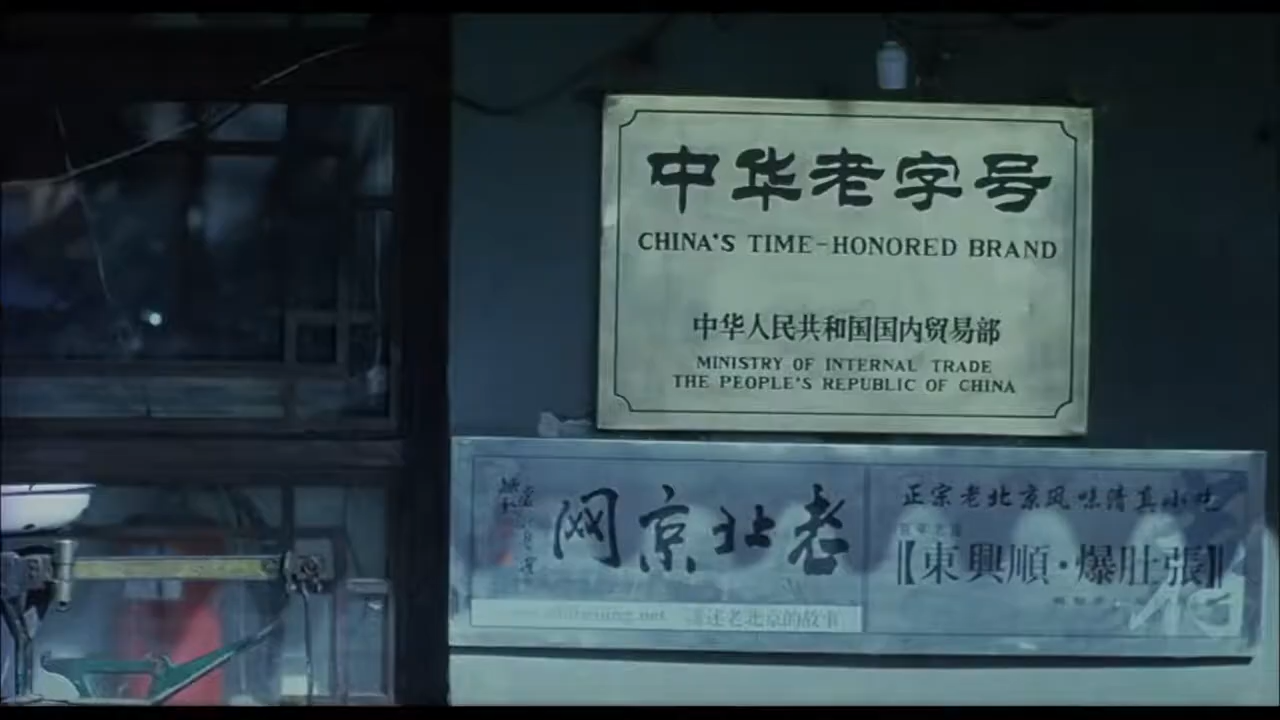 中华老字号
CHINA'S TIME-HONORED BRAND
中华人民共和国国内贸易部
MINISTRY OF INTERNAL TRADE
THE PEOPLE'S REPUBLIC OF CHINA
網京北老
正宗老北京风味清真小吃
【東興順·爆肚張】
.net 讲述老北京的故事